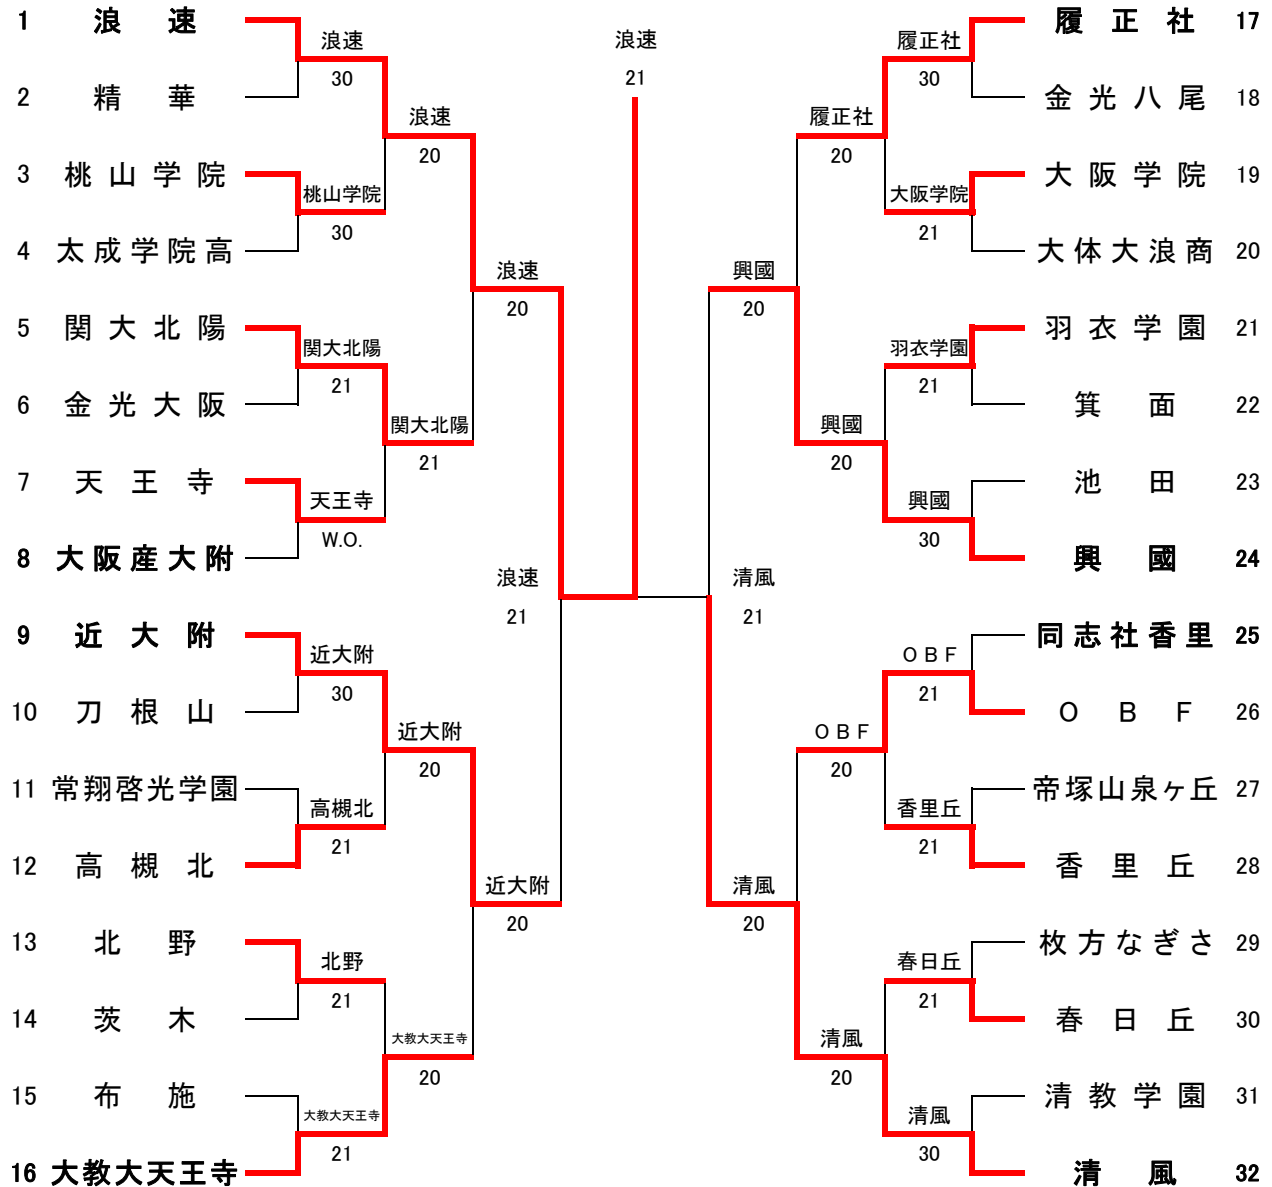 1 浪速
2 精華
3 桃山学院
4 太成学院高
5 関大北陽
6 金光大阪
7 天王寺
8 大阪産大附
9 近大附
10 刀根山
11 常翔啓光学園
12 高槻北
13 北野
14 茨木
15 布施
16 大教大天王寺
浪速
30
桃山学院
30
関大北陽
21
天王寺
W.O.
近大附
30
高槻北
21
北野
21
大教大天王寺
21
浪速
20
関大北陽
21
近大附
20
大教大天王寺
20
浪速
20
近大附
20
浪速
21
浪速
21
清風
21
興國
20
清風
20
履正社
20
興國
20
ＯＢＦ
20
清風
20
履正社
30
大阪学院
21
羽衣学園
21
興國
30
ＯＢＦ
21
香里丘
21
春日丘
21
清風
30
履正社 17
金光八尾 18
大阪学院 19
大体大浪商 20
羽衣学園 21
箕面 22
池田 23
興國 24
同志社香里 25
ＯＢＦ 26
帝塚山泉ヶ丘 27
香里丘 28
枚方なぎさ 29
春日丘 30
清教学園 31
清風 32